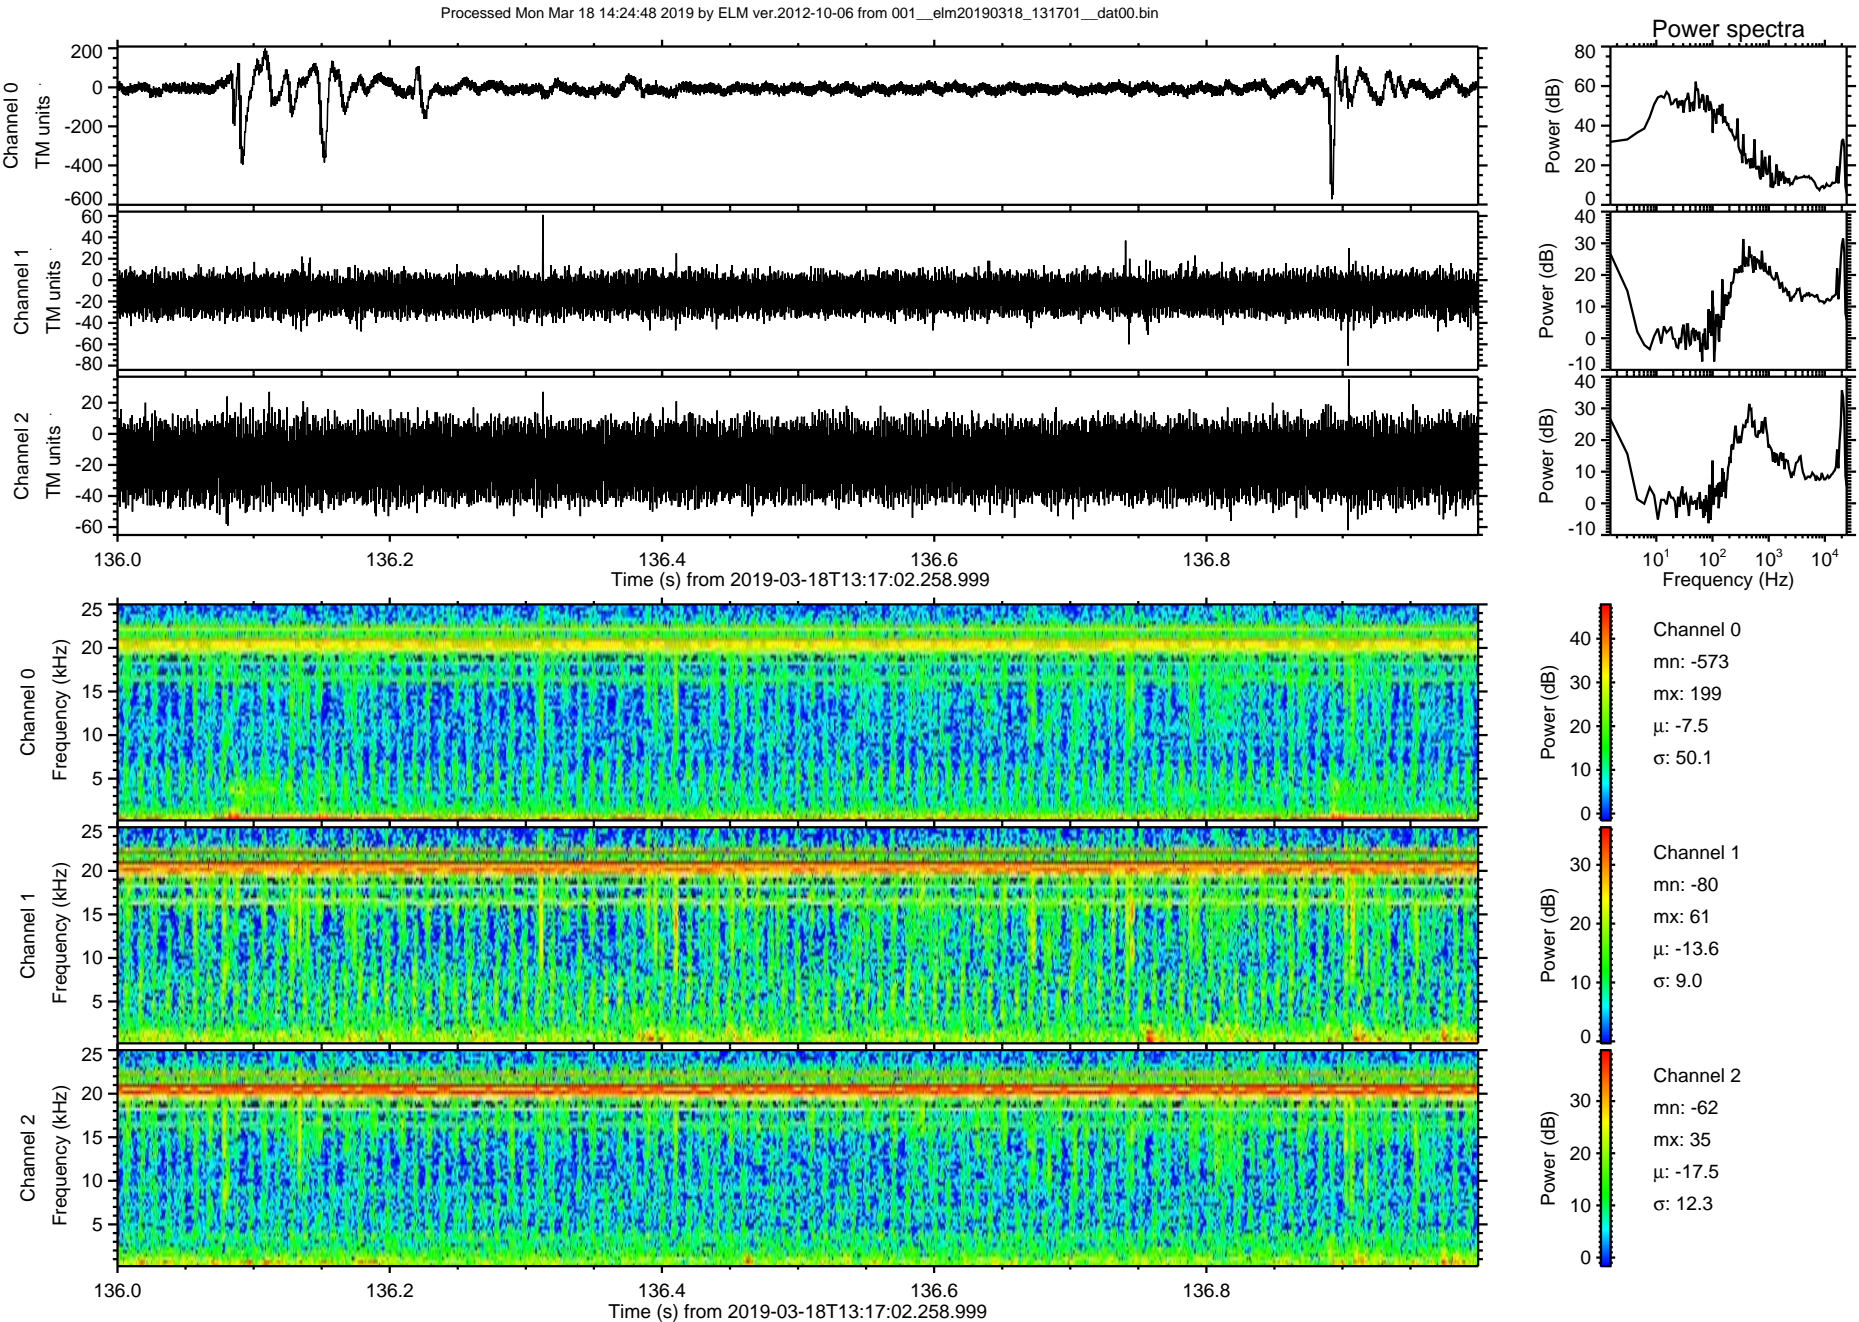 Processed Mon Mar 18 14:24:48 2019 by ELM ver.2012-10-06 from 001__elm20190318_131701__dat00.bin
Power spectra
Channel 0
TM units
200
0
-200
-400
-600
Power (dB)
80
60
40
20
0
Channel 1
TM units
60
40
20
0
-20
-40
-60
-80
Power (dB)
40
30
20
10
0
-10
Channel 2
TM units
20
0
-20
-40
-60
Power (dB)
40
30
20
10
0
-10
136.0 136.2 136.4 136.6 136.8
Time (s) from 2019-03-18T13:17:02.258.999
10¹ 10² 10³ 10⁴
Frequency (Hz)
Channel 0
Frequency (kHz)
25
20
15
10
5
Power (dB)
40
30
20
10
0
Channel 0
mn: -573
mx: 199
μ: -7.5
σ: 50.1
Channel 1
Frequency (kHz)
25
20
15
10
5
Power (dB)
30
20
10
0
Channel 1
mn: -80
mx: 61
μ: -13.6
σ: 9.0
Channel 2
Frequency (kHz)
25
20
15
10
5
Power (dB)
30
20
10
0
Channel 2
mn: -62
mx: 35
μ: -17.5
σ: 12.3
136.0 136.2 136.4 136.6 136.8
Time (s) from 2019-03-18T13:17:02.258.999